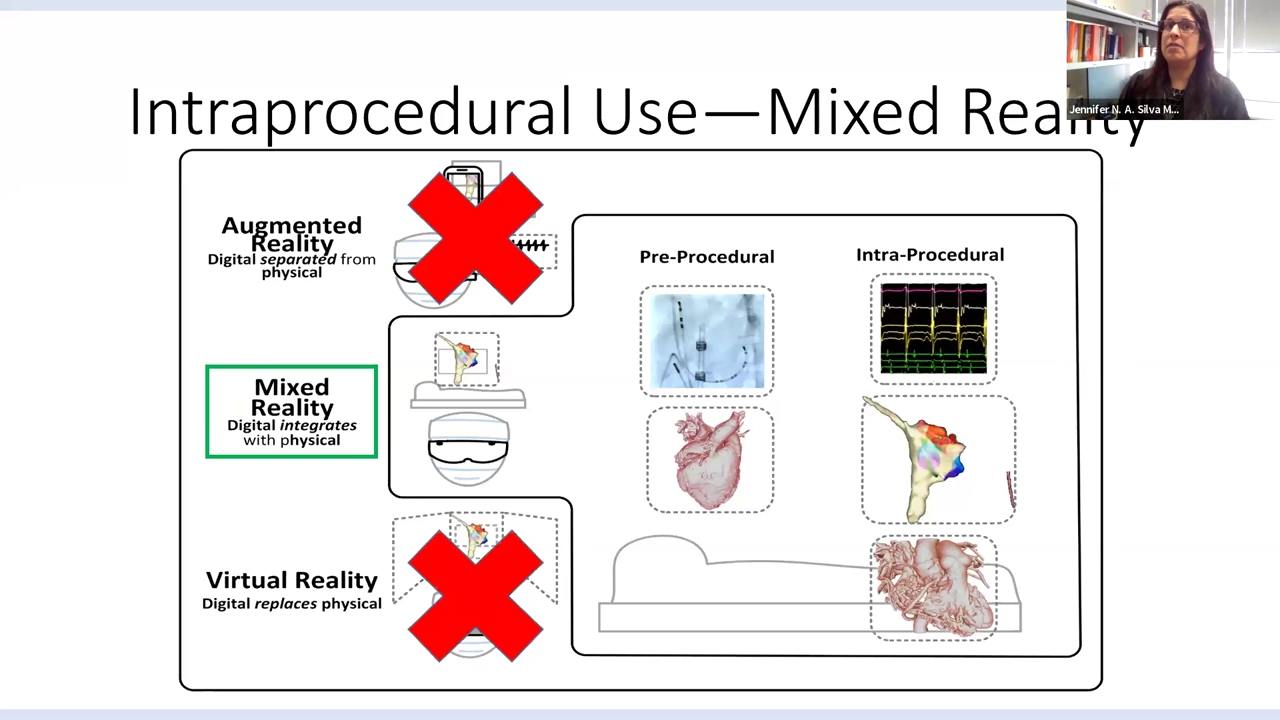 Intraprocedural Use—Mixed Reality
Jennifer N. A. Silva M...
Augmented
Reality
Digital separated from
physical
Pre-Procedural
Intra-Procedural
Mixed
Reality
Digital integrates
with physical
Virtual Reality
Digital replaces physical